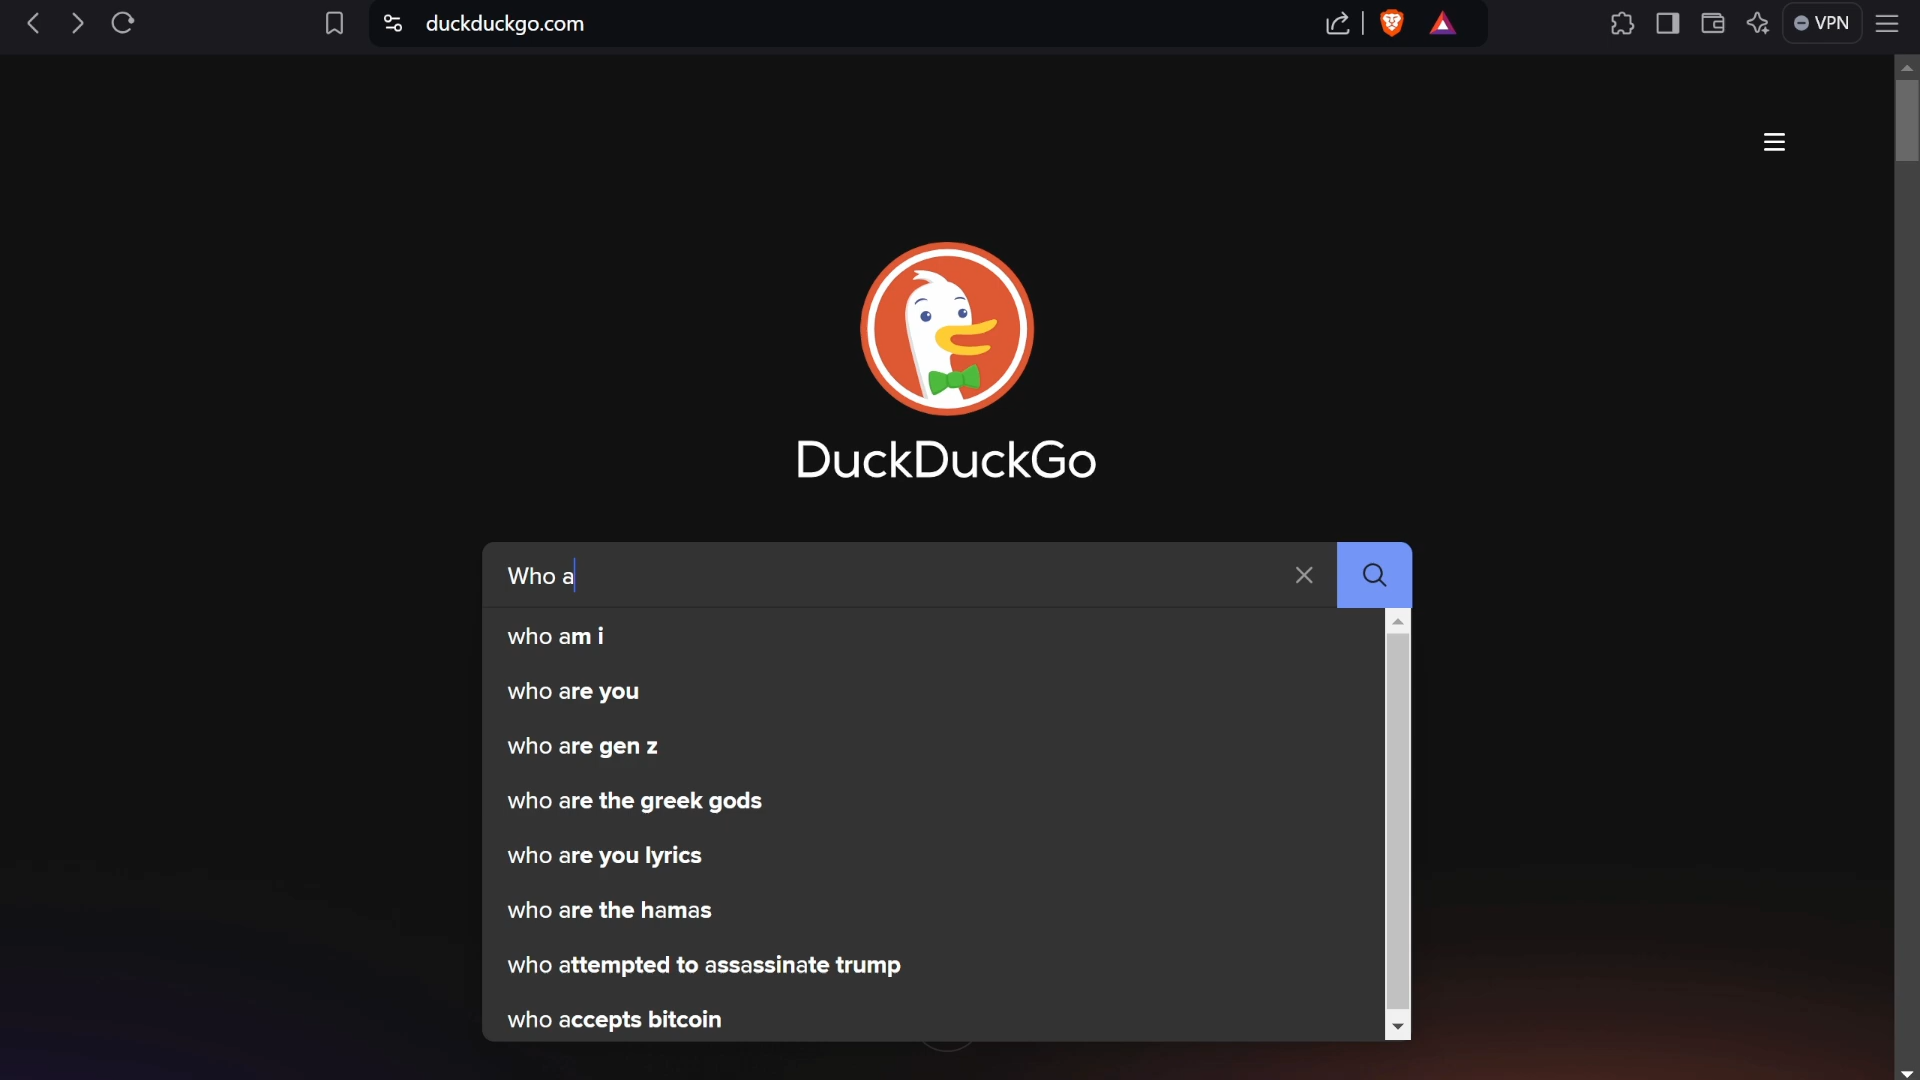 duckduckgo.com
VPN
DuckDuckGo
Who a
who am i
who are you
who are gen z
who are the greek gods
who are you lyrics
who are the hamas
who attempted to assassinate trump
who accepts bitcoin